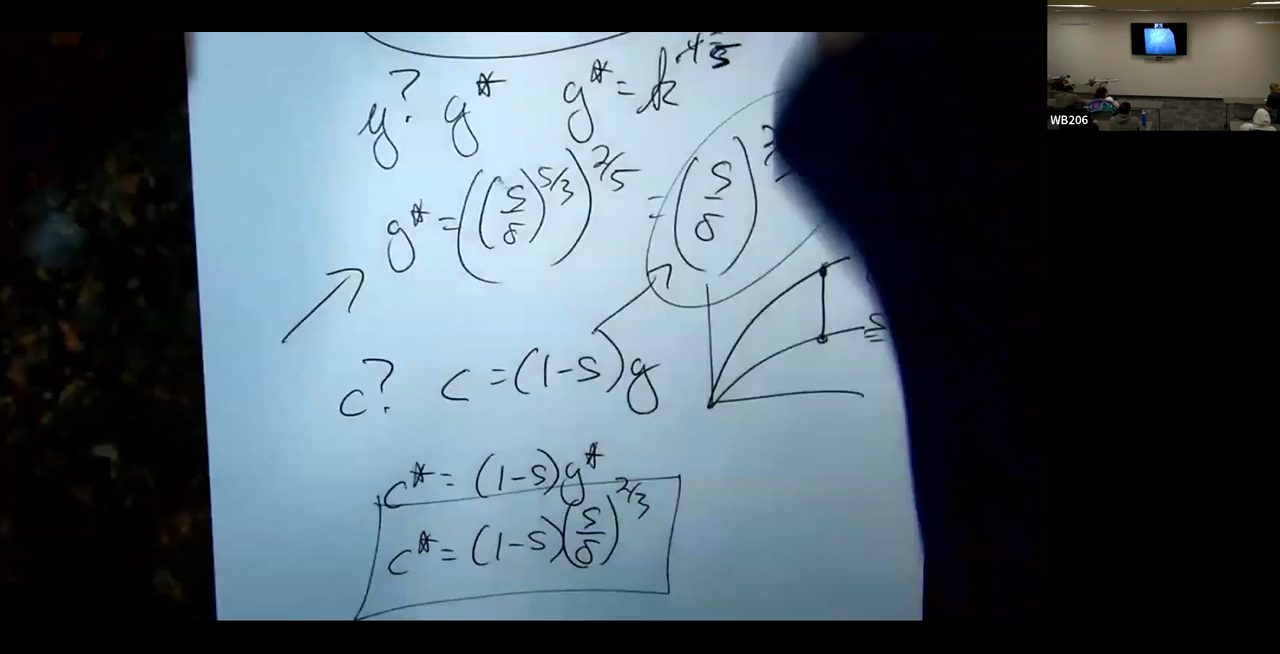 y? y* y* = k
y* = ((s/δ)^5/3)^2/5 = (s/δ)
c? c = (1-s)y
c* = (1-s)y*
c* = (1-s)(s/δ)^2/3
WB206